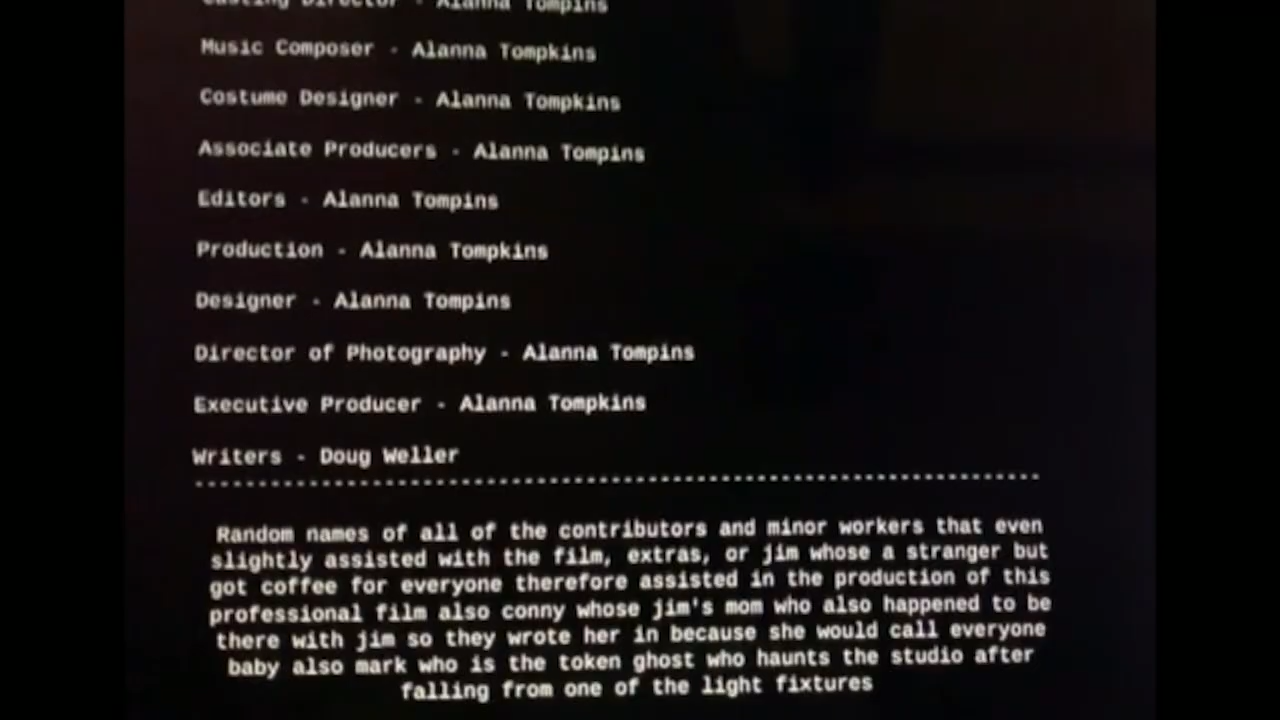 Casting Director - Alanna Tompins
Music Composer - Alanna Tompkins
Costume Designer - Alanna Tompkins
Associate Producers - Alanna Tompins
Editors - Alanna Tompins
Production - Alanna Tompkins
Designer - Alanna Tompins
Director of Photography - Alanna Tompins
Executive Producer - Alanna Tompkins
Writers - Doug Weller
Random names of all of the contributors and minor workers that even
slightly assisted with the film, extras, or jim whose a stranger but
got coffee for everyone therefore assisted in the production of this
professional film also conny whose jim's mom who also happened to be
there with jim so they wrote her in because she would call everyone
baby also mark who is the token ghost who haunts the studio after
falling from one of the light fixtures